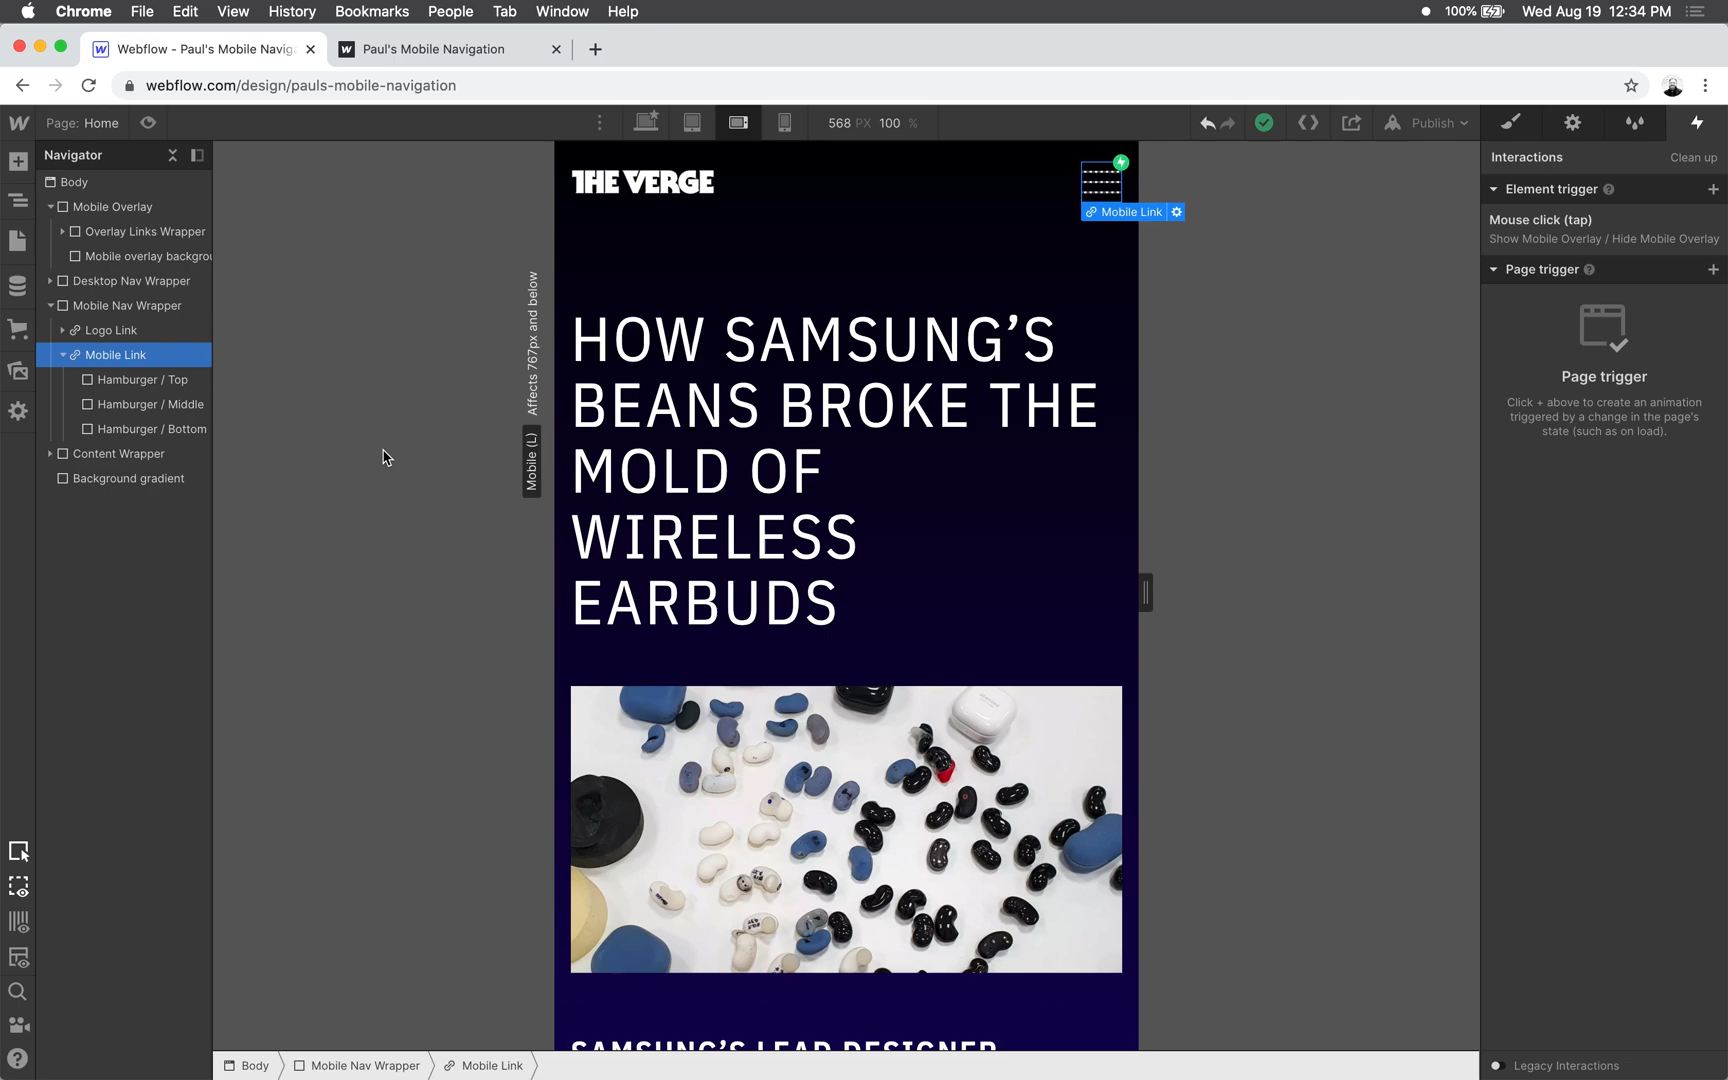 Chrome File Edit View History Bookmarks People Tab Window Help 100% Wed Aug 19 12:34 PM
Webflow - Paul's Mobile Naviga
Paul's Mobile Navigation
webflow.com/design/pauls-mobile-navigation
Page: Home
568 PX 100 %
Publish
Navigator
Body
Mobile Overlay
Overlay Links Wrapper
Mobile overlay backgrou
Desktop Nav Wrapper
Mobile Nav Wrapper
Logo Link
Mobile Link
Hamburger / Top
Hamburger / Middle
Hamburger / Bottom
Content Wrapper
Background gradient
Affects 767px and below
Mobile (L)
THE VERGE
Mobile Link
HOW SAMSUNG'S
BEANS BROKE THE
MOLD OF
WIRELESS
EARBUDS
SAMSUNG'S LEAD DESIGNER
Interactions
Clean up
Element trigger
Mouse click (tap)
Show Mobile Overlay / Hide Mobile Overlay
Page trigger
Page trigger
Click + above to create an animation
triggered by a change in the page's
state (such as on load).
Body
Mobile Nav Wrapper
Mobile Link
Legacy Interactions